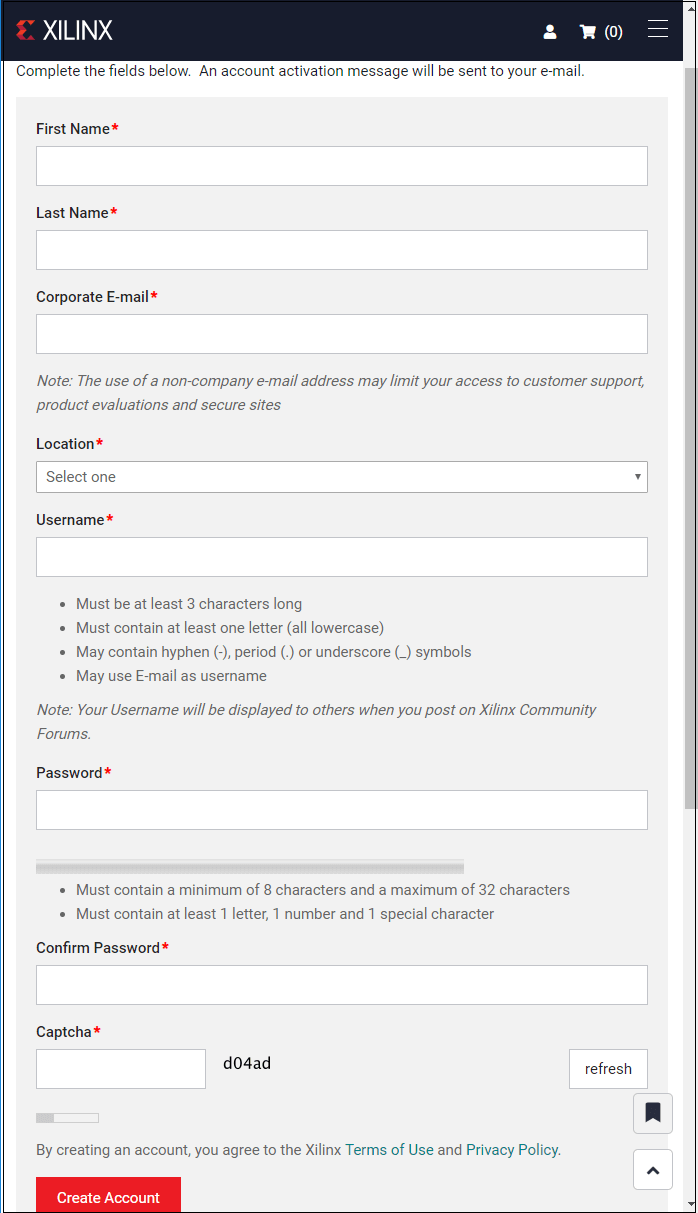 XILINX (0)
Complete the fields below. An account activation message will be sent to your e-mail.
First Name*
Last Name*
Corporate E-mail*
Note: The use of a non-company e-mail address may limit your access to customer support,
product evaluations and secure sites
Location*
Select one
Username*
• Must be at least 3 characters long
• Must contain at least one letter (all lowercase)
• May contain hyphen (-), period (.) or underscore (_) symbols
• May use E-mail as username
Note: Your Username will be displayed to others when you post on Xilinx Community
Forums.
Password*
• Must contain a minimum of 8 characters and a maximum of 32 characters
• Must contain at least 1 letter, 1 number and 1 special character
Confirm Password*
Captcha*
d04ad refresh
By creating an account, you agree to the Xilinx Terms of Use and Privacy Policy.
Create Account